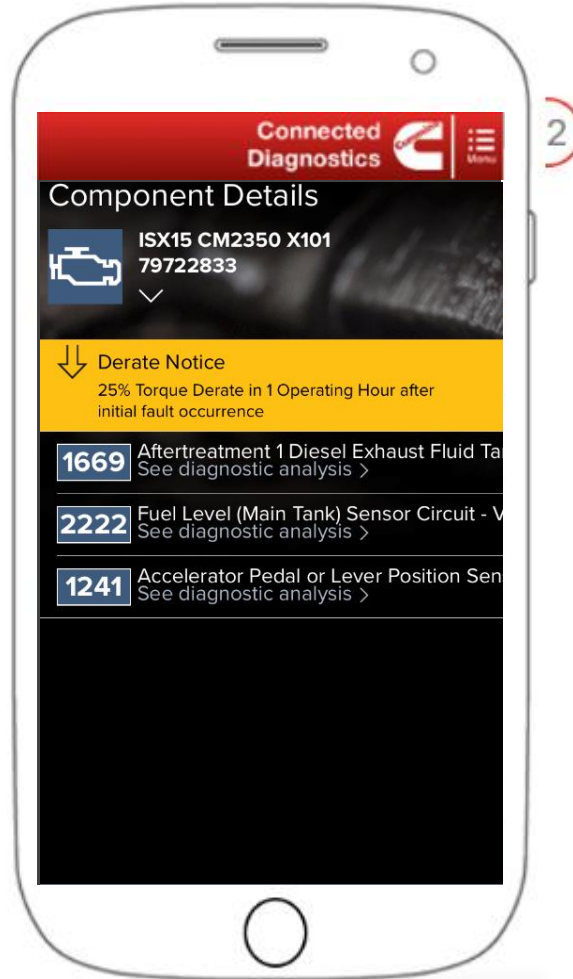 Connected
Diagnostics
Menu
2
Component Details
ISX15 CM2350 X101
79722833
Derate Notice
25% Torque Derate in 1 Operating Hour after
initial fault occurrence
1669 Aftertreatment 1 Diesel Exhaust Fluid Ta
See diagnostic analysis >
2222 Fuel Level (Main Tank) Sensor Circuit - V
See diagnostic analysis >
1241 Accelerator Pedal or Lever Position Sen
See diagnostic analysis >